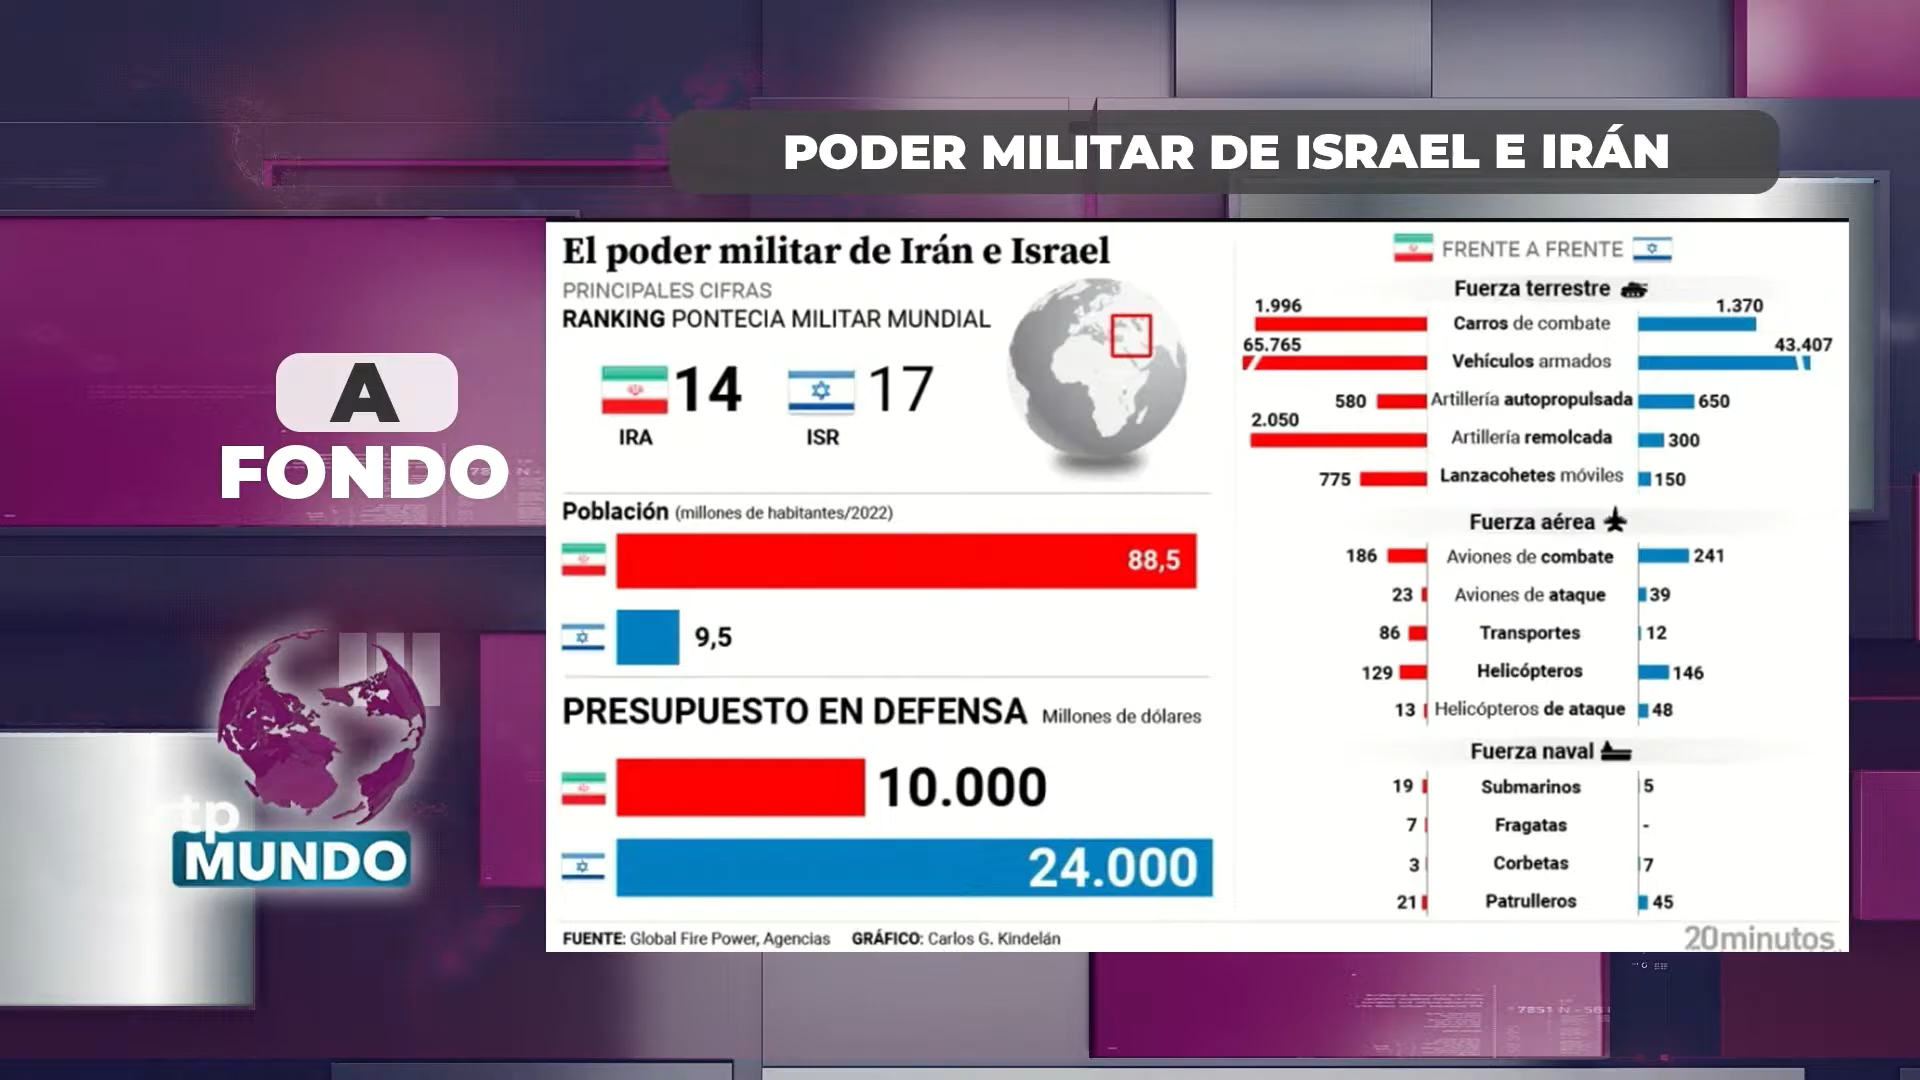 PODER MILITAR DE ISRAEL E IRÁN
A
FONDO
tp
MUNDO
El poder militar de Irán e Israel
PRINCIPALES CIFRAS
RANKING PONTECIA MILITAR MUNDIAL
14
17
IRA
ISR
Población (millones de habitantes/2022)
88,5
9,5
PRESUPUESTO EN DEFENSA Millones de dólares
10.000
24.000
FUENTE: Global Fire Power, Agencias GRÁFICO: Carlos G. Kindelán
FRENTE A FRENTE
Fuerza terrestre
1.996 Carros de combate 1.370
65.765 Vehículos armados 43.407
580 Artillería autopropulsada 650
2.050 Artillería remolcada 300
775 Lanzacohetes móviles 150
Fuerza aérea
186 Aviones de combate 241
23 Aviones de ataque 39
86 Transportes 12
129 Helicópteros 146
13 Helicópteros de ataque 48
Fuerza naval
19 Submarinos 5
7 Fragatas -
3 Corbetas 7
21 Patrulleros 45
20minutos